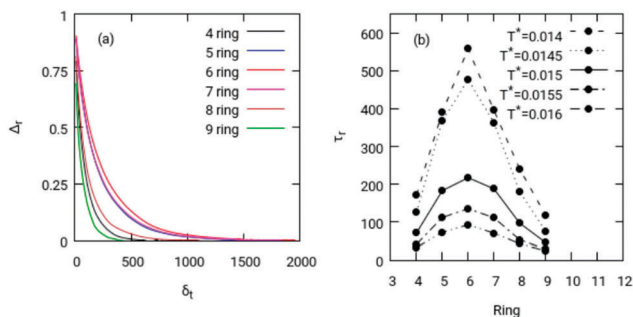 (a)
4 ring
5 ring
6 ring
7 ring
8 ring
9 ring
1
0.75
0.5
0.25
0
0 500 1000 1500 2000
Δr
δt
(b)
T*=0.014
T*=0.0145
T*=0.015
T*=0.0155
T*=0.016
600
500
400
300
200
100
0
3 4 5 6 7 8 9 10 11 12
τr
Ring